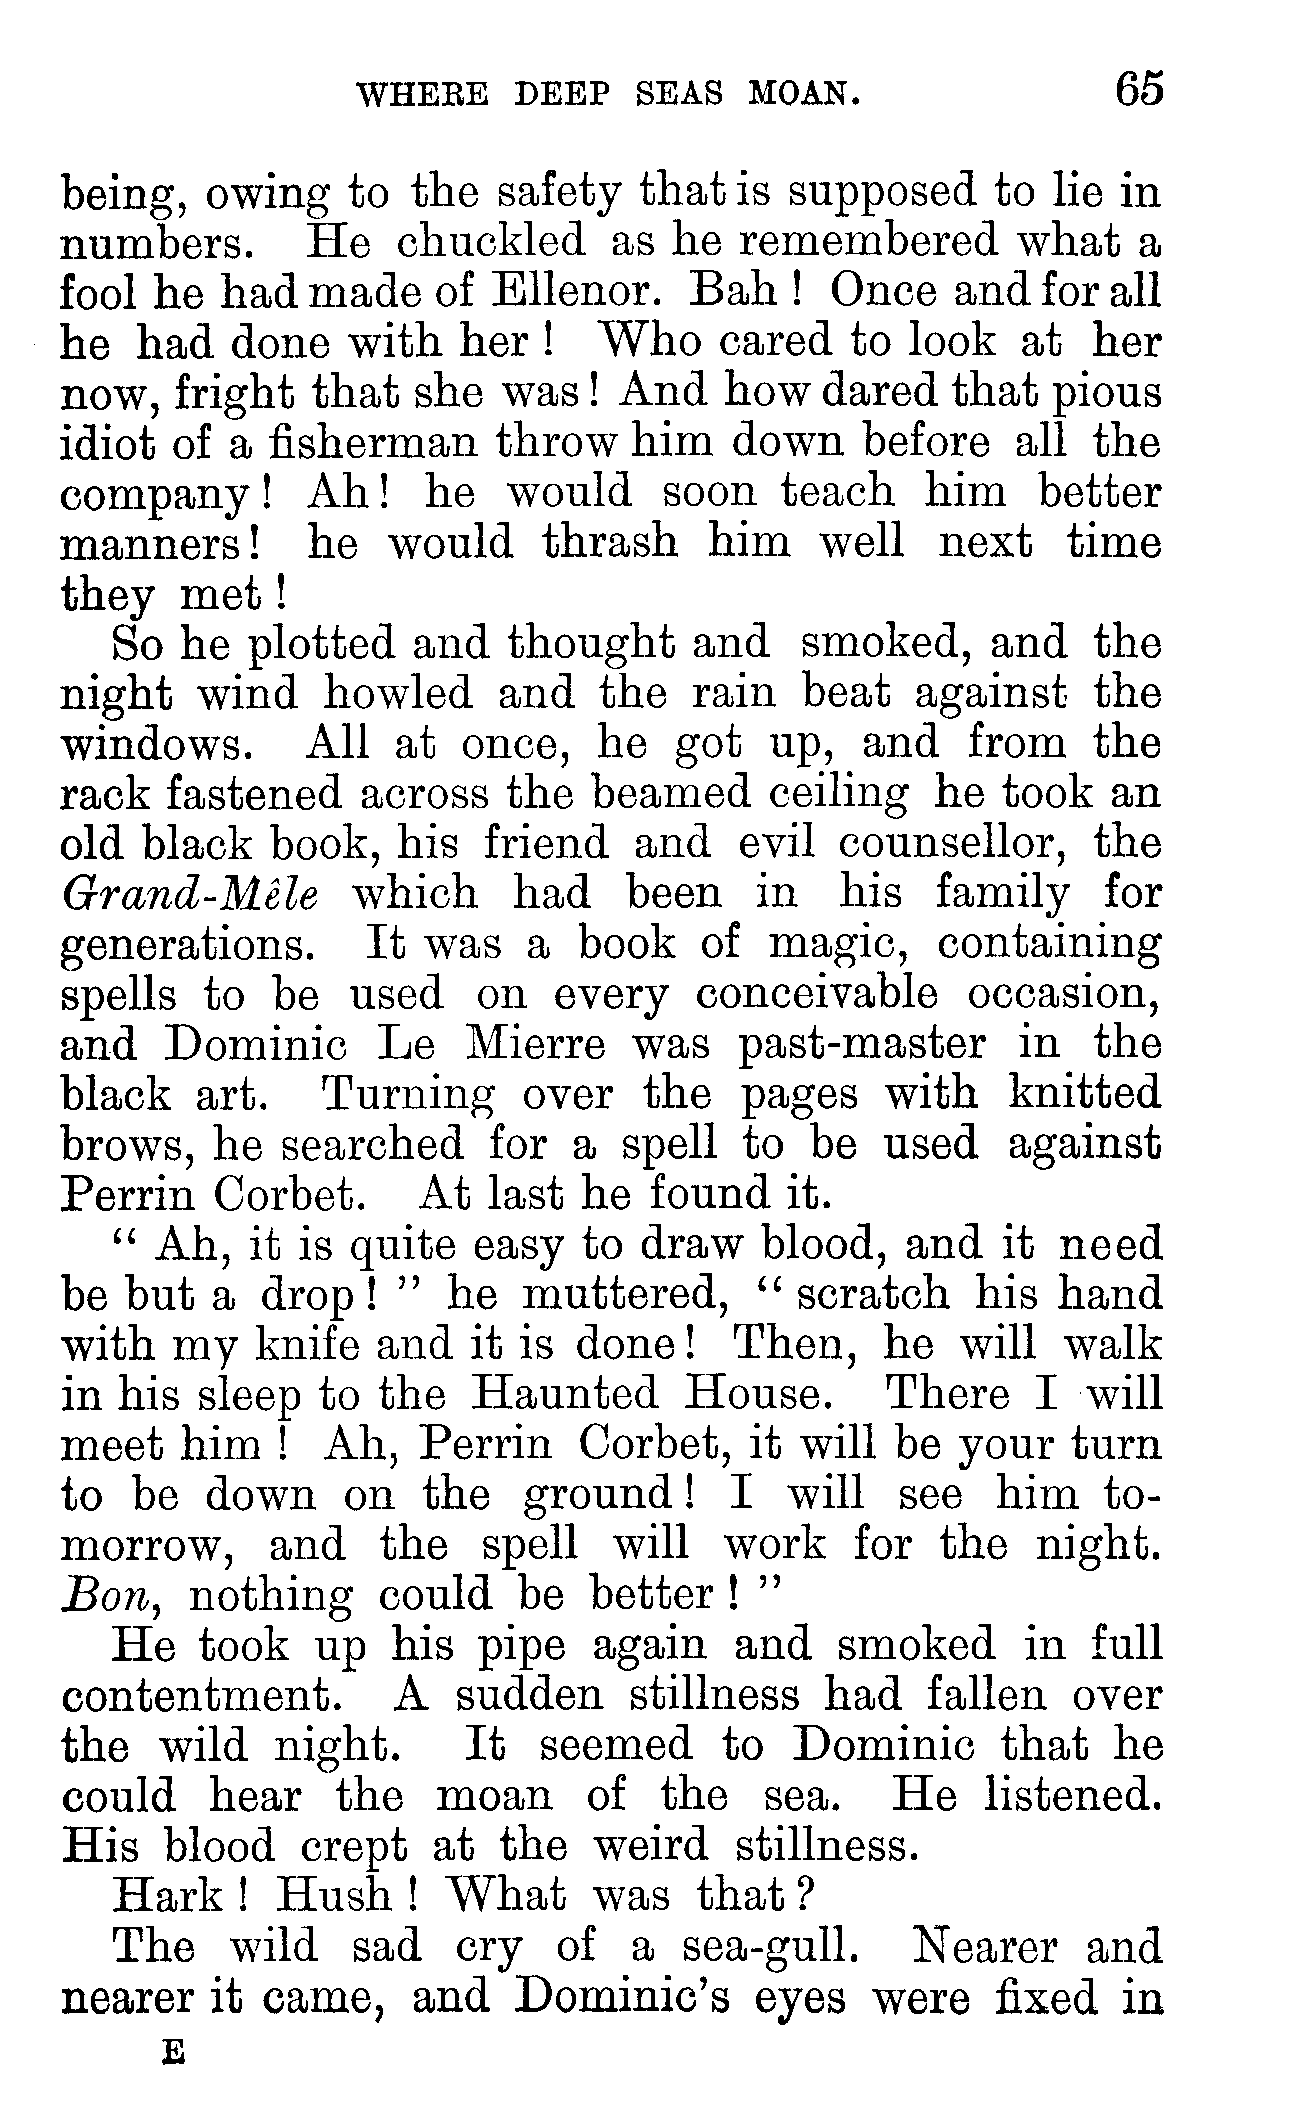 WHERE DEEP SEAS MOAN. 65
being, owing to the safety that is supposed to lie in
numbers. He chuckled as he remembered what a
fool he had made of Ellenor. Bah ! Once and for all
he had done with her ! Who cared to look at her
now, fright that she was ! And how dared that pious
idiot of a fisherman throw him down before all the
company ! Ah ! he would soon teach him better
manners ! he would thrash him well next time
they met !
So he plotted and thought and smoked, and the
night wind howled and the rain beat against the
windows. All at once, he got up, and from the
rack fastened across the beamed ceiling he took an
old black book, his friend and evil counsellor, the
Grand-Mêle which had been in his family for
generations. It was a book of magic, containing
spells to be used on every conceivable occasion,
and Dominic Le Mierre was past-master in the
black art. Turning over the pages with knitted
brows, he searched for a spell to be used against
Perrin Corbet. At last he found it.
“ Ah, it is quite easy to draw blood, and it need
be but a drop ! ” he muttered, “ scratch his hand
with my knife and it is done ! Then, he will walk
in his sleep to the Haunted House. There I will
meet him ! Ah, Perrin Corbet, it will be your turn
to be down on the ground ! I will see him to-
morrow, and the spell will work for the night.
Bon, nothing could be better ! ”
He took up his pipe again and smoked in full
contentment. A sudden stillness had fallen over
the wild night. It seemed to Dominic that he
could hear the moan of the sea. He listened.
His blood crept at the weird stillness.
Hark ! Hush ! What was that ?
The wild sad cry of a sea-gull. Nearer and
nearer it came, and Dominic’s eyes were fixed in
E